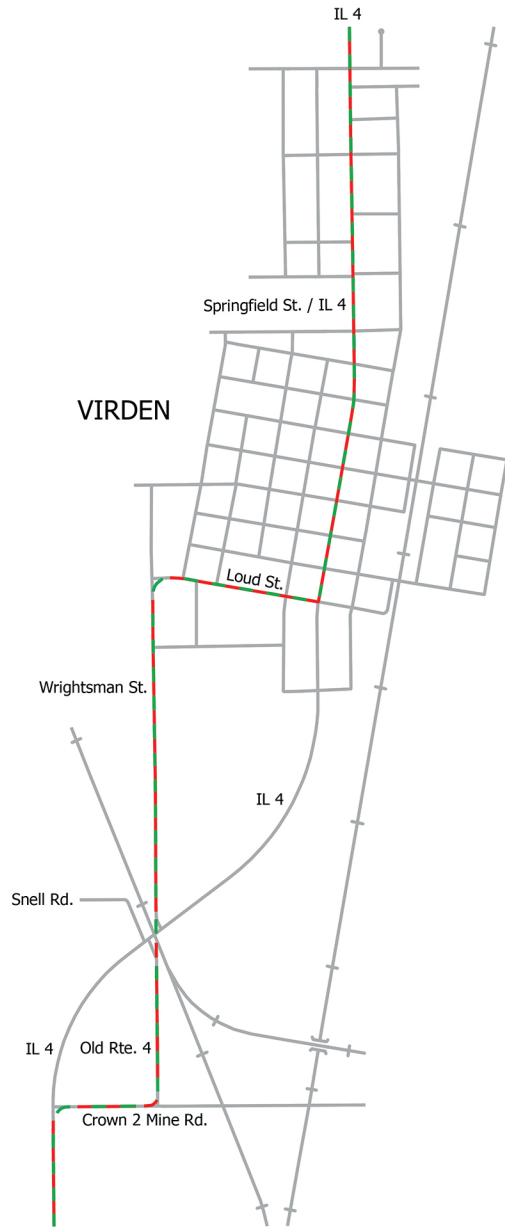 IL 4
Springfield St. / IL 4
VIRDEN
Loud St.
Wrightsman St.
IL 4
Snell Rd.
IL 4
Old Rte. 4
Crown 2 Mine Rd.